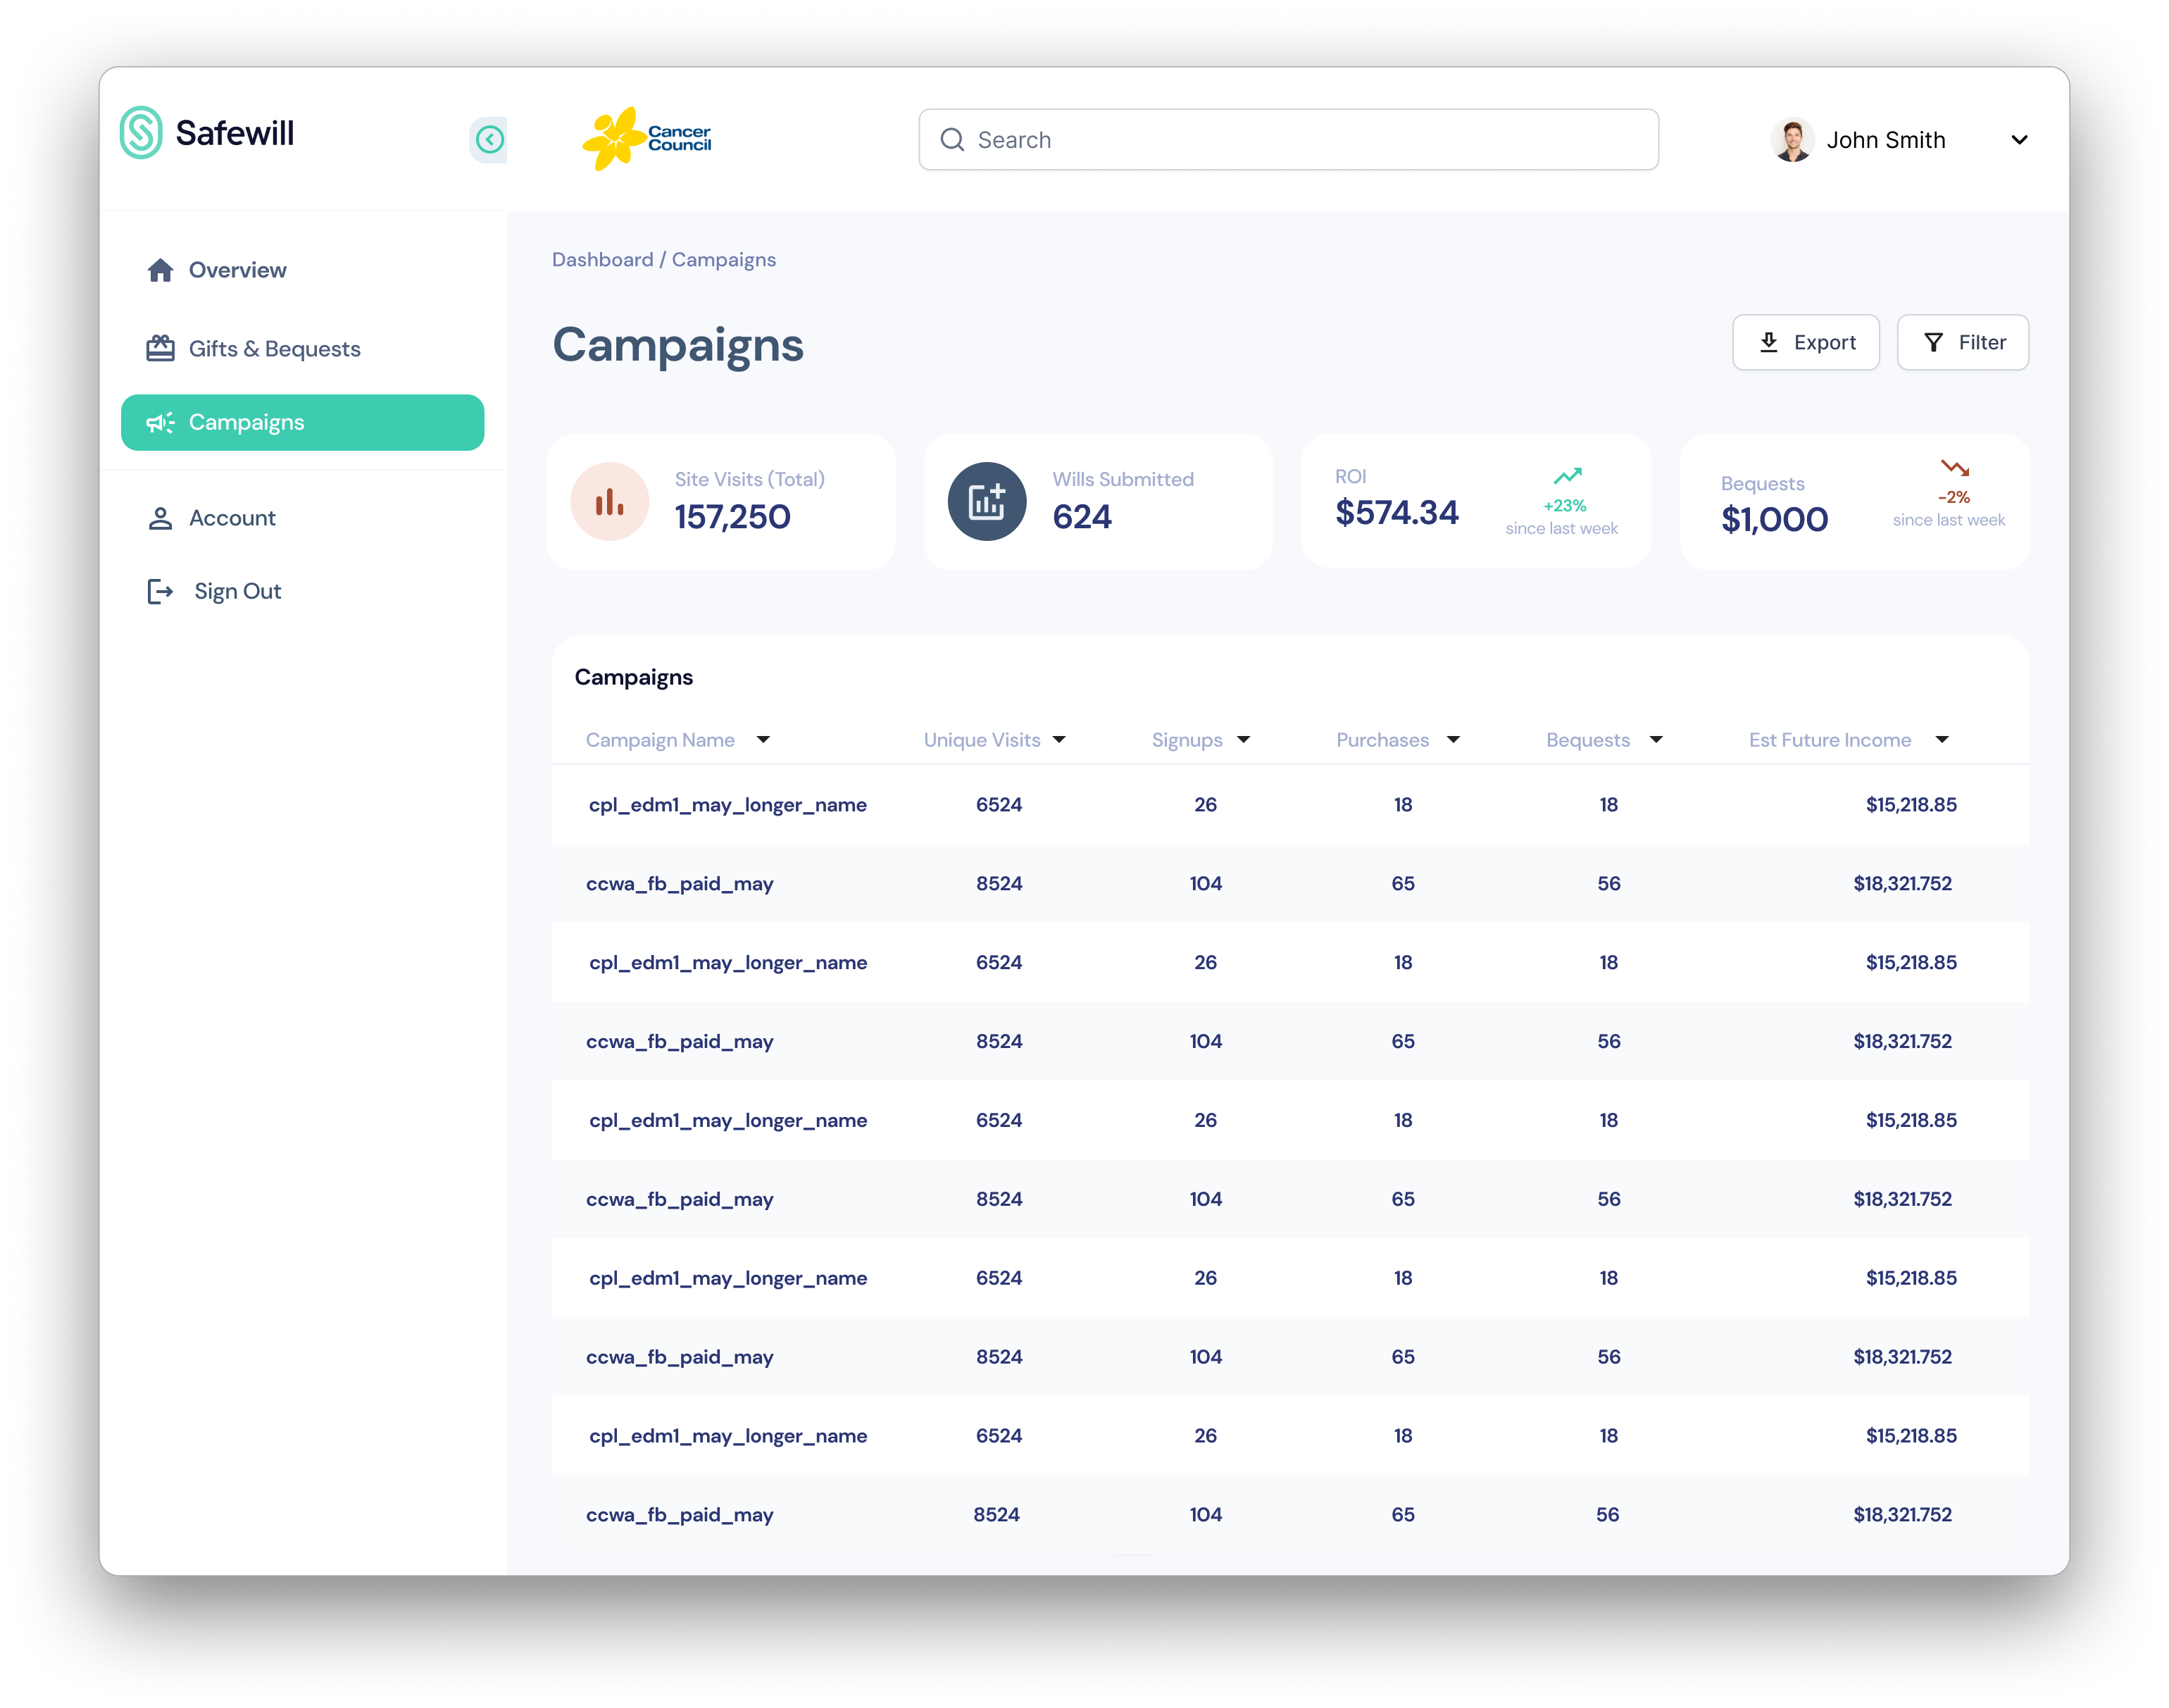 Safewill
Cancer
Council
Search
John Smith
Overview
Gifts & Bequests
Campaigns
Account
Sign Out
Dashboard / Campaigns
Campaigns
Export
Filter
Site Visits (Total)
157,250
Wills Submitted
624
ROI
$574.34
+23%
since last week
Bequests
$1,000
-2%
since last week
Campaigns
Campaign Name Unique Visits Signups Purchases Bequests Est Future Income
cpl_edm1_may_longer_name 6524 26 18 18 $15,218.85
ccwa_fb_paid_may 8524 104 65 56 $18,321.752
cpl_edm1_may_longer_name 6524 26 18 18 $15,218.85
ccwa_fb_paid_may 8524 104 65 56 $18,321.752
cpl_edm1_may_longer_name 6524 26 18 18 $15,218.85
ccwa_fb_paid_may 8524 104 65 56 $18,321.752
cpl_edm1_may_longer_name 6524 26 18 18 $15,218.85
ccwa_fb_paid_may 8524 104 65 56 $18,321.752
cpl_edm1_may_longer_name 6524 26 18 18 $15,218.85
ccwa_fb_paid_may 8524 104 65 56 $18,321.752